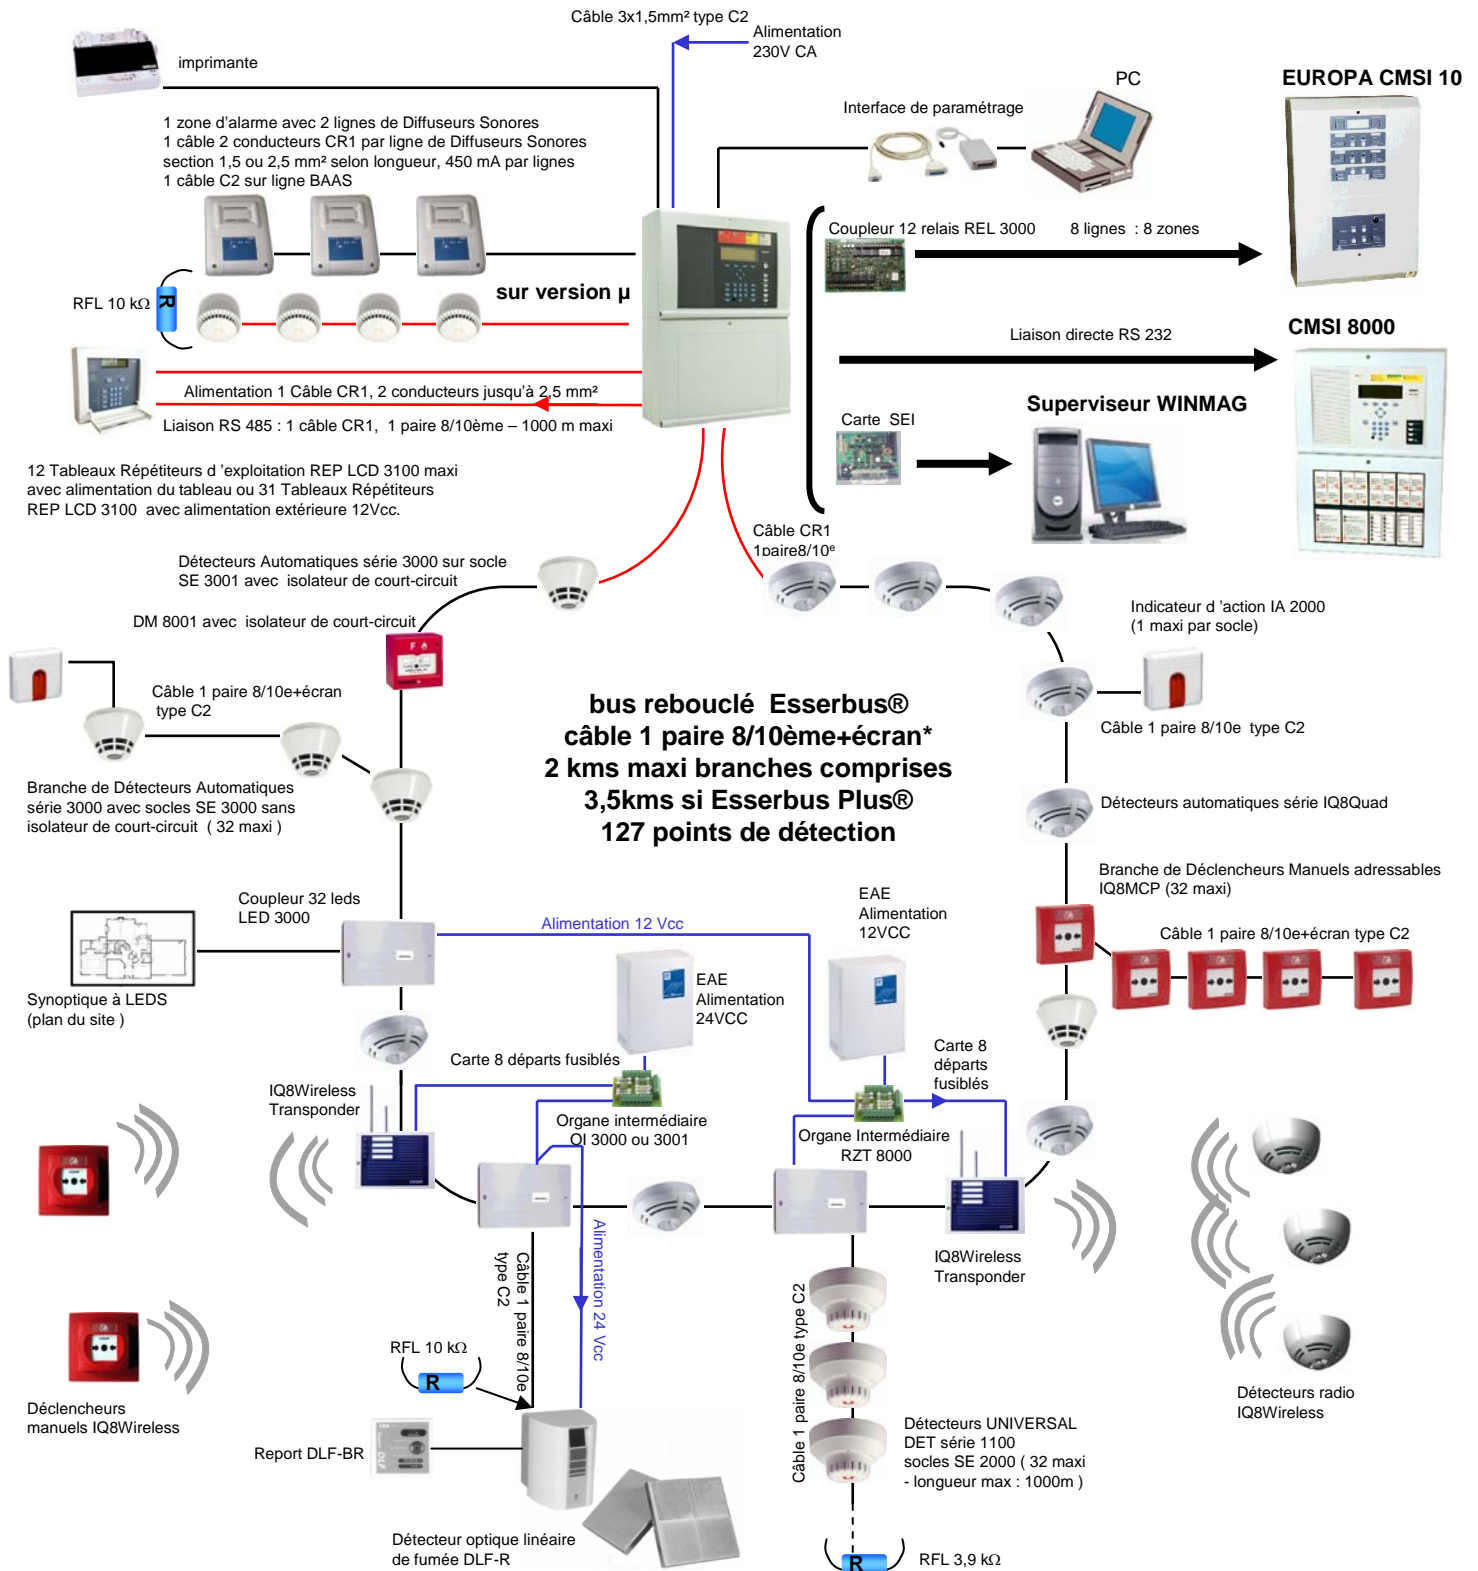 Câble 3x1,5mm² type C2
Alimentation
230V CA
imprimante
1 zone d'alarme avec 2 lignes de Diffuseurs Sonores
1 câble 2 conducteurs CR1 par ligne de Diffuseurs Sonores
section 1,5 ou 2,5 mm² selon longueur, 450 mA par lignes
1 câble C2 sur ligne BAAS
PC
Interface de paramétrage
EUROPA CMSI 10
Coupleur 12 relais REL 3000
8 lignes : 8 zones
RFL 10 kΩ
R
sur version µ
CMSI 8000
Liaison directe RS 232
Alimentation 1 Câble CR1, 2 conducteurs jusqu'à 2,5 mm²
Liaison RS 485 : 1 câble CR1, 1 paire 8/10ème – 1000 m maxi
Superviseur WINMAG
Carte SEI
12 Tableaux Répétiteurs d 'exploitation REP LCD 3100 maxi
avec alimentation du tableau ou 31 Tableaux Répétiteurs
REP LCD 3100 avec alimentation extérieure 12Vcc.
Câble CR1
1paire8/10e
Détecteurs Automatiques série 3000 sur socle
SE 3001 avec isolateur de court-circuit
DM 8001 avec isolateur de court-circuit
Indicateur d 'action IA 2000
(1 maxi par socle)
Câble 1 paire 8/10e+écran
type C2
Câble 1 paire 8/10e type C2
bus rebouclé Esserbus®
câble 1 paire 8/10ème+écran*
2 kms maxi branches comprises
3,5kms si Esserbus Plus®
127 points de détection
Branche de Détecteurs Automatiques
série 3000 avec socles SE 3000 sans
isolateur de court-circuit ( 32 maxi )
Détecteurs automatiques série IQ8Quad
Branche de Déclencheurs Manuels adressables
IQ8MCP (32 maxi)
Câble 1 paire 8/10e+écran type C2
Coupleur 32 leds
LED 3000
Alimentation 12 Vcc
EAE
Alimentation
12VCC
EAE
Alimentation
24VCC
Synoptique à LEDS
(plan du site )
Carte 8 départs fusiblés
Carte 8
départs
fusiblés
IQ8Wireless
Transponder
Organe intermédiaire
OI 3000 ou 3001
Organe Intermédiaire
RZT 8000
IQ8Wireless
Transponder
Câble 1 paire 8/10e
type C2
Alimentation 24 Vcc
Câble 1 paire 8/10e type C2
RFL 10 kΩ
R
Déclencheurs
manuels IQ8Wireless
Détecteurs radio
IQ8Wireless
Report DLF-BR
DLF
Détecteurs UNIVERSAL
DET série 1100
socles SE 2000 ( 32 maxi
- longueur max : 1000m )
Détecteur optique linéaire
de fumée DLF-R
R
RFL 3,9 kΩ